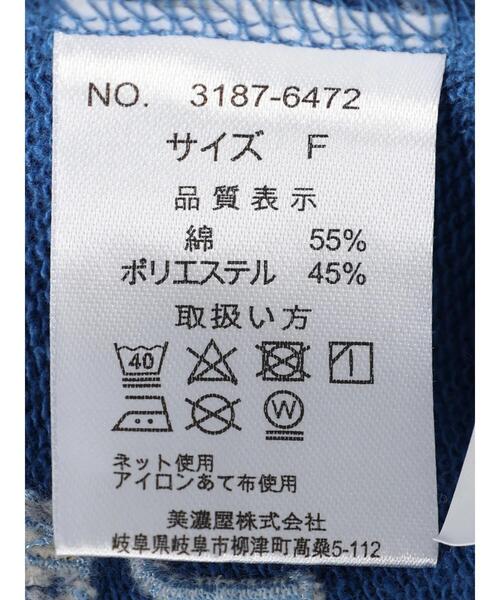 NO. 3187-6472
サイズ F
品質表示
綿 55%
ポリエステル 45%
取扱い方
40
W
ネット使用
アイロンあて布使用
美濃屋株式会社
岐阜県岐阜市柳津町高桑5-112